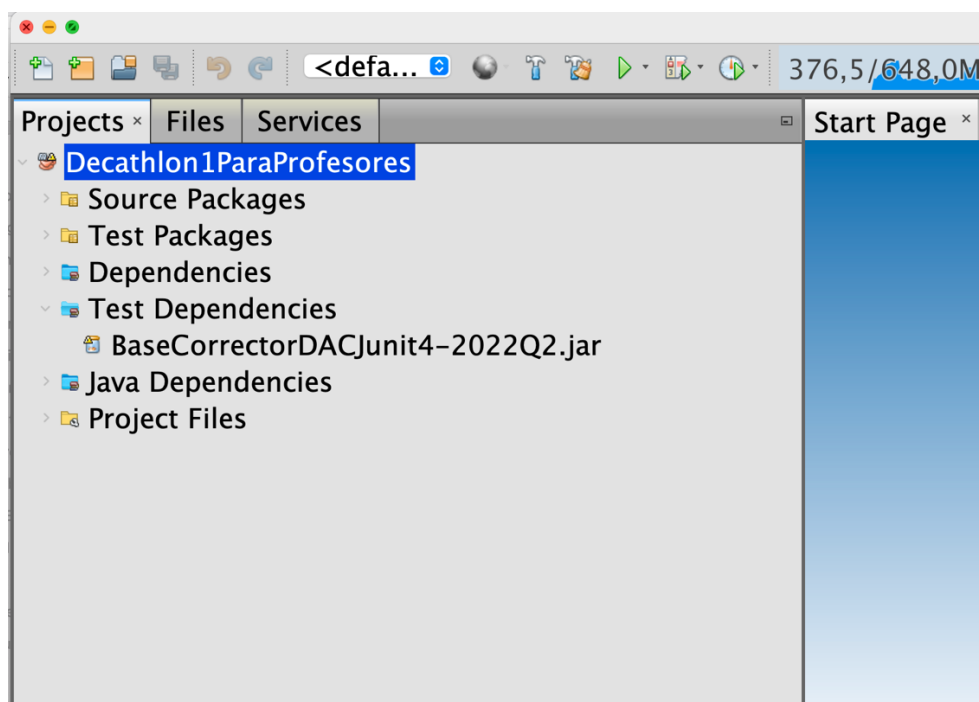 <defa... 376,5/648,0M
Projects × Files Services Start Page ×
Decathlon1ParaProfesores
Source Packages
Test Packages
Dependencies
Test Dependencies
BaseCorrectorDACJunit4-2022Q2.jar
Java Dependencies
Project Files